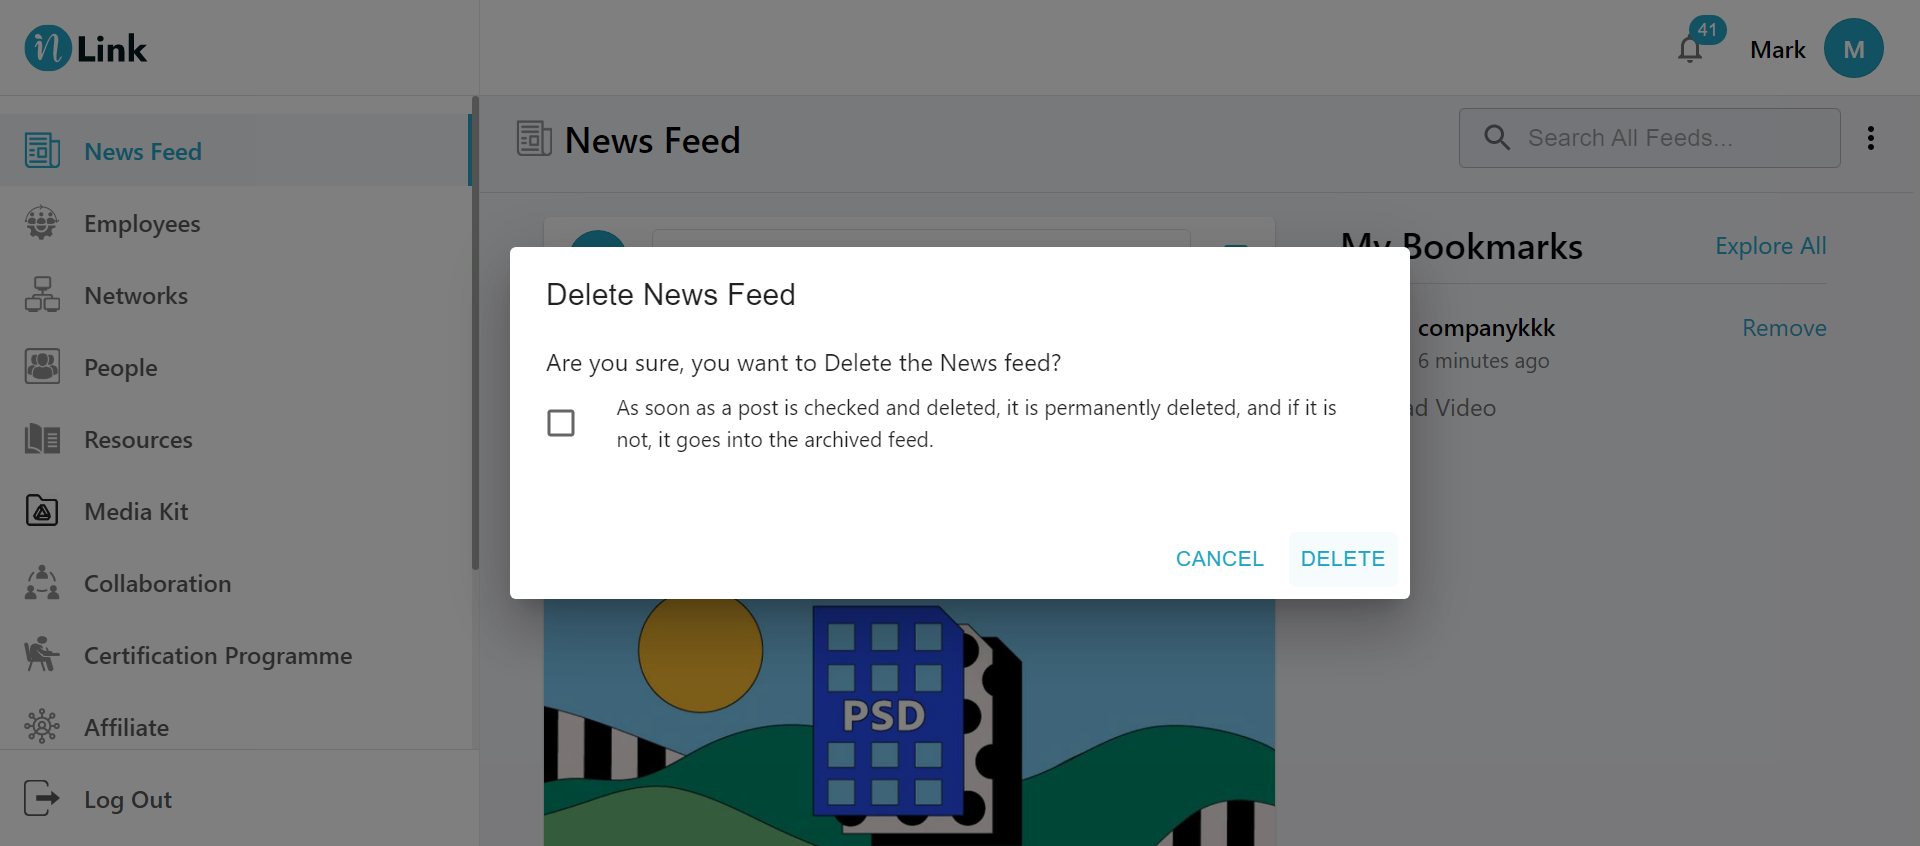 n Link
41
Mark
M
News Feed
Employees
Networks
People
Resources
Media Kit
Collaboration
Certification Programme
Affiliate
Log Out
News Feed
Search All Feeds...
My Bookmarks
Explore All
companykkk
Remove
6 minutes ago
Video
Delete News Feed
Are you sure, you want to Delete the News feed?
As soon as a post is checked and deleted, it is permanently deleted, and if it is
not, it goes into the archived feed.
CANCEL
DELETE
PSD